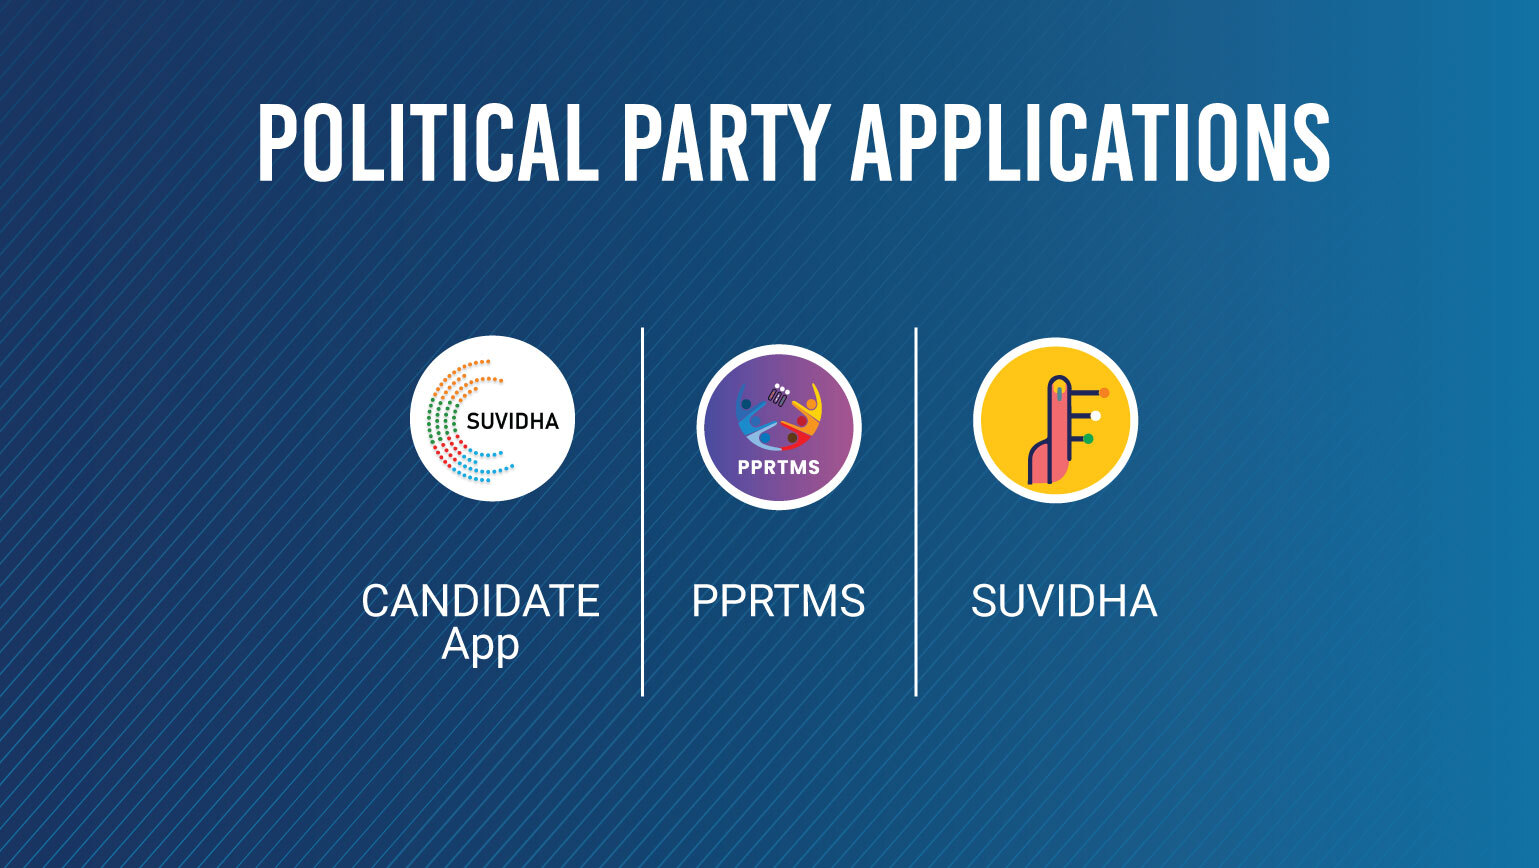 POLITICAL PARTY APPLICATIONS
SUVIDHA
CANDIDATE
App
PPRTMS
PPRTMS
SUVIDHA